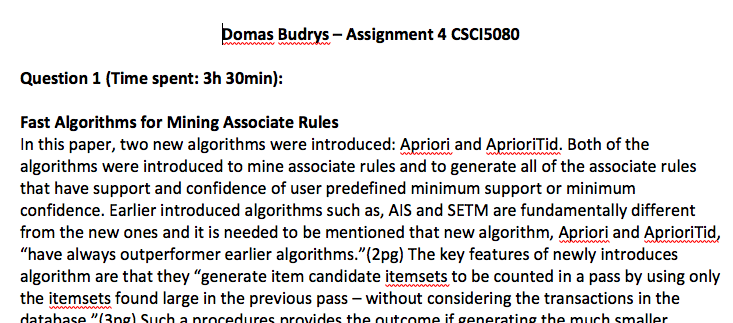 Domas Budrys – Assignment 4 CSCI5080
Question 1 (Time spent: 3h 30min):
Fast Algorithms for Mining Associate Rules
In this paper, two new algorithms were introduced: Apriori and AprioriTid. Both of the
algorithms were introduced to mine associate rules and to generate all of the associate rules
that have support and confidence of user predefined minimum support or minimum
confidence. Earlier introduced algorithms such as, AIS and SETM are fundamentally different
from the new ones and it is needed to be mentioned that new algorithm, Apriori and AprioriTid,
“have always outperformer earlier algorithms.”(2pg) The key features of newly introduces
algorithm are that they “generate item candidate itemsets to be counted in a pass by using only
the itemsets found large in the previous pass – without considering the transactions in the
database.”(3pg) Such a procedures provides the outcome if generating the much smaller